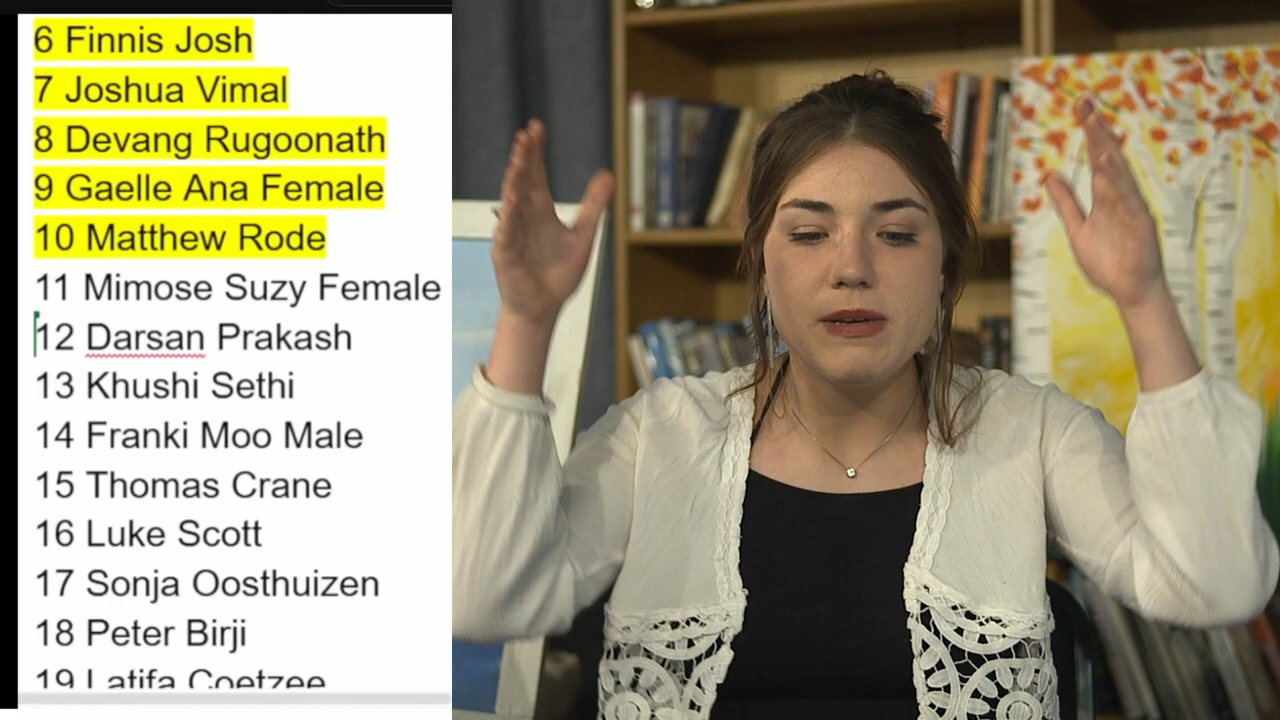 6 Finnis Josh
7 Joshua Vimal
8 Devang Rugoonath
9 Gaelle Ana Female
10 Matthew Rode
11 Mimose Suzy Female
12 Darsan Prakash
13 Khushi Sethi
14 Franki Moo Male
15 Thomas Crane
16 Luke Scott
17 Sonja Oosthuizen
18 Peter Birji
19 Latifa Coetzee